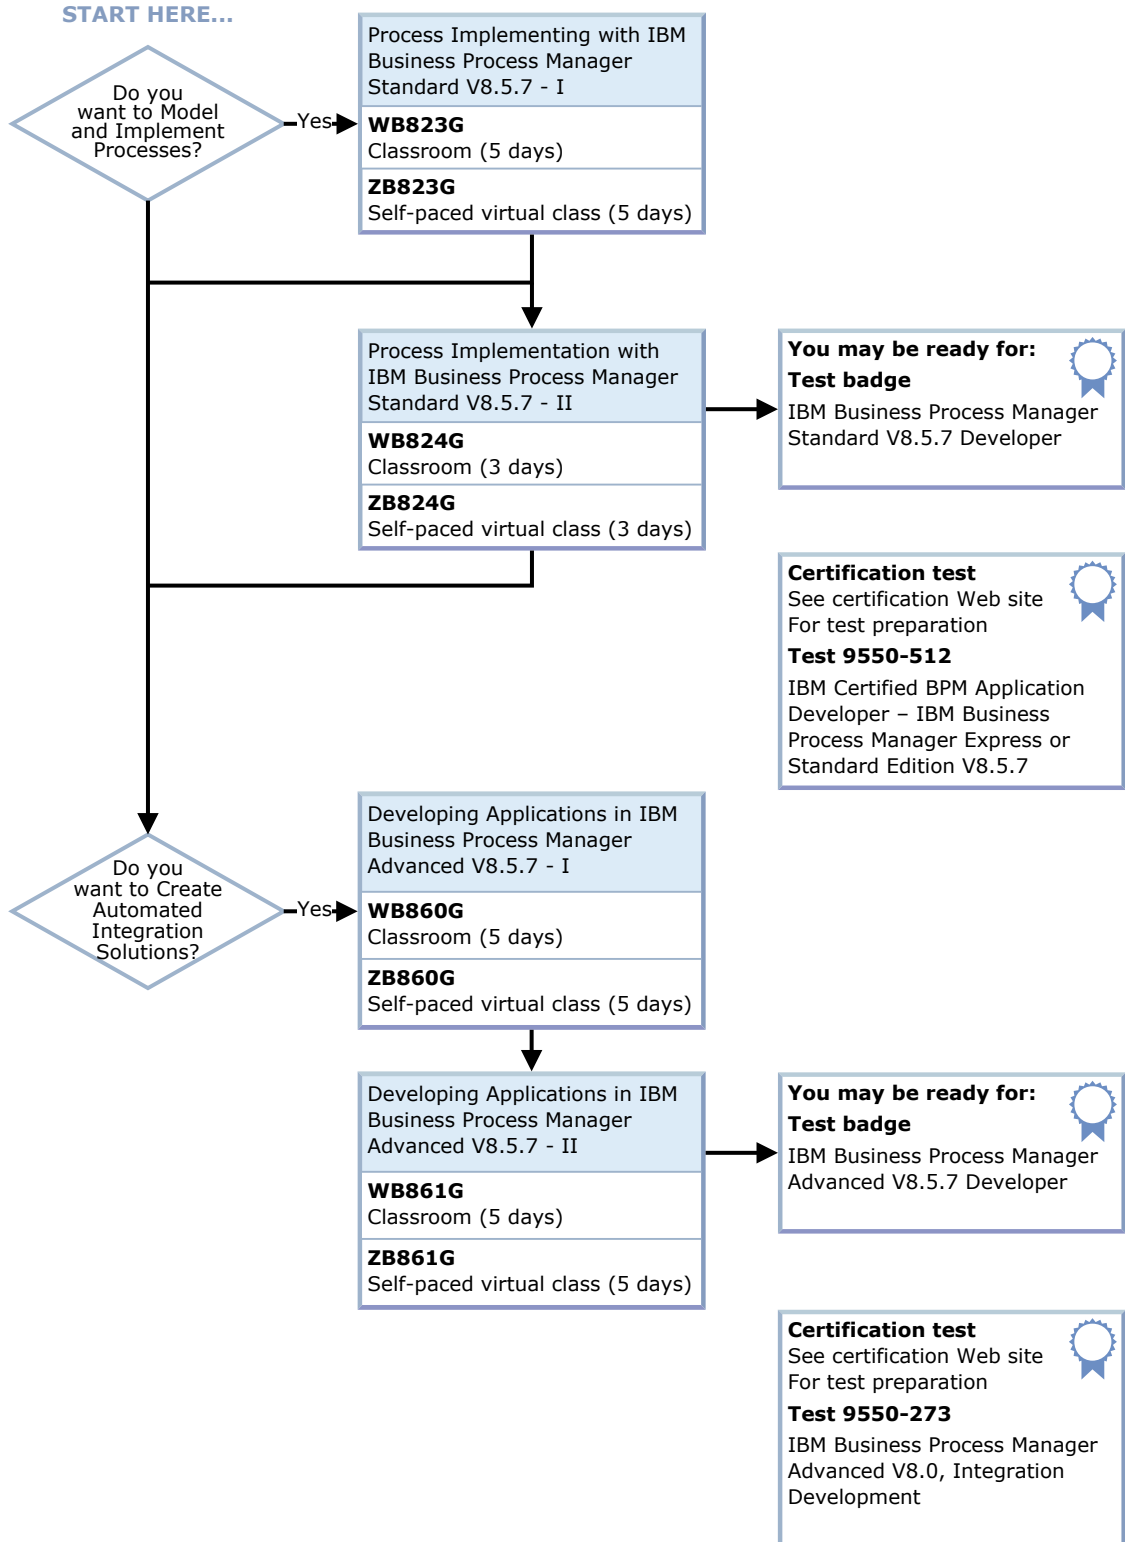 START HERE...
Do you
want to Model
and Implement
Processes?
Yes
Process Implementing with IBM
Business Process Manager
Standard V8.5.7 - I
WB823G
Classroom (5 days)
ZB823G
Self-paced virtual class (5 days)
Process Implementation with
IBM Business Process Manager
Standard V8.5.7 - II
WB824G
Classroom (3 days)
ZB824G
Self-paced virtual class (3 days)
You may be ready for:
Test badge
IBM Business Process Manager
Standard V8.5.7 Developer
Certification test
See certification Web site
For test preparation
Test 9550-512
IBM Certified BPM Application
Developer – IBM Business
Process Manager Express or
Standard Edition V8.5.7
Do you
want to Create
Automated
Integration
Solutions?
Yes
Developing Applications in IBM
Business Process Manager
Advanced V8.5.7 - I
WB860G
Classroom (5 days)
ZB860G
Self-paced virtual class (5 days)
Developing Applications in IBM
Business Process Manager
Advanced V8.5.7 - II
WB861G
Classroom (5 days)
ZB861G
Self-paced virtual class (5 days)
You may be ready for:
Test badge
IBM Business Process Manager
Advanced V8.5.7 Developer
Certification test
See certification Web site
For test preparation
Test 9550-273
IBM Business Process Manager
Advanced V8.0, Integration
Development